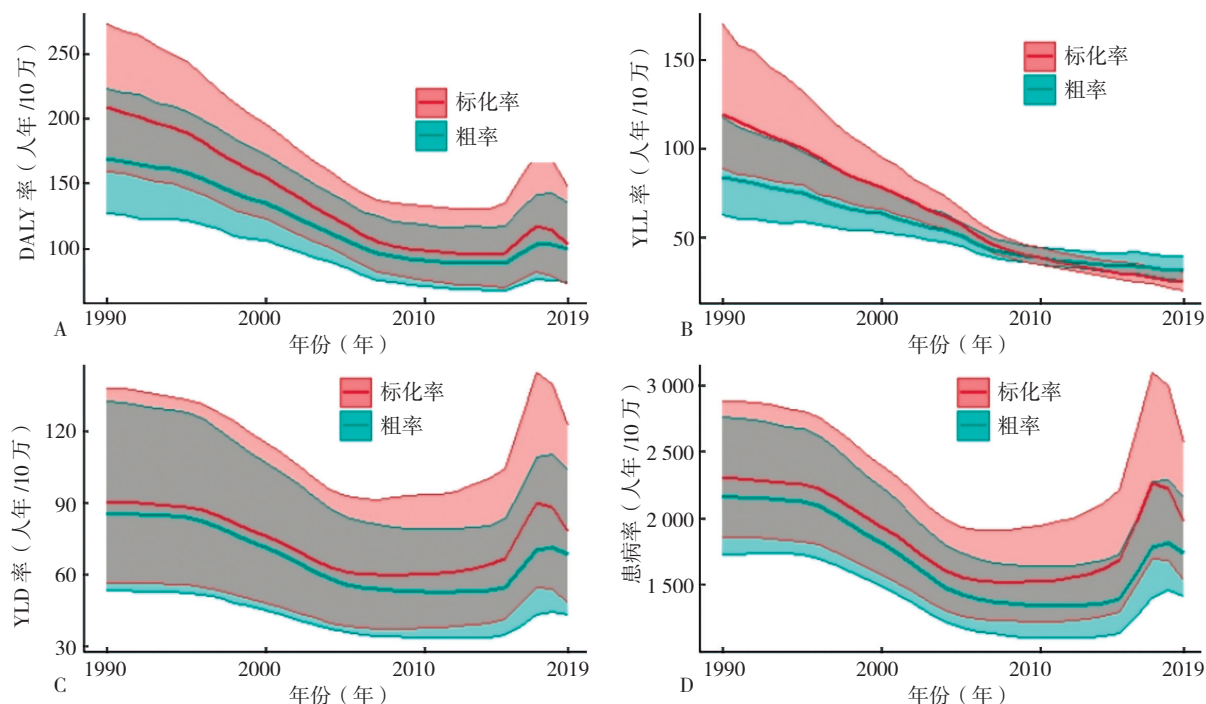 DALY 率（人年 /10 万）
250
200
150
100
标化率
粗率
1990
2000
2010
2019
A
年份（年）
YLL 率（人年 /10 万）
150
100
50
标化率
粗率
1990
2000
2010
2019
B
年份（年）
YLD 率（人年 /10 万）
120
90
60
30
标化率
粗率
1990
2000
2010
2019
C
年份（年）
患病率（人年 /10 万）
3 000
2 500
2 000
1 500
标化率
粗率
1990
2000
2010
2019
D
年份（年）